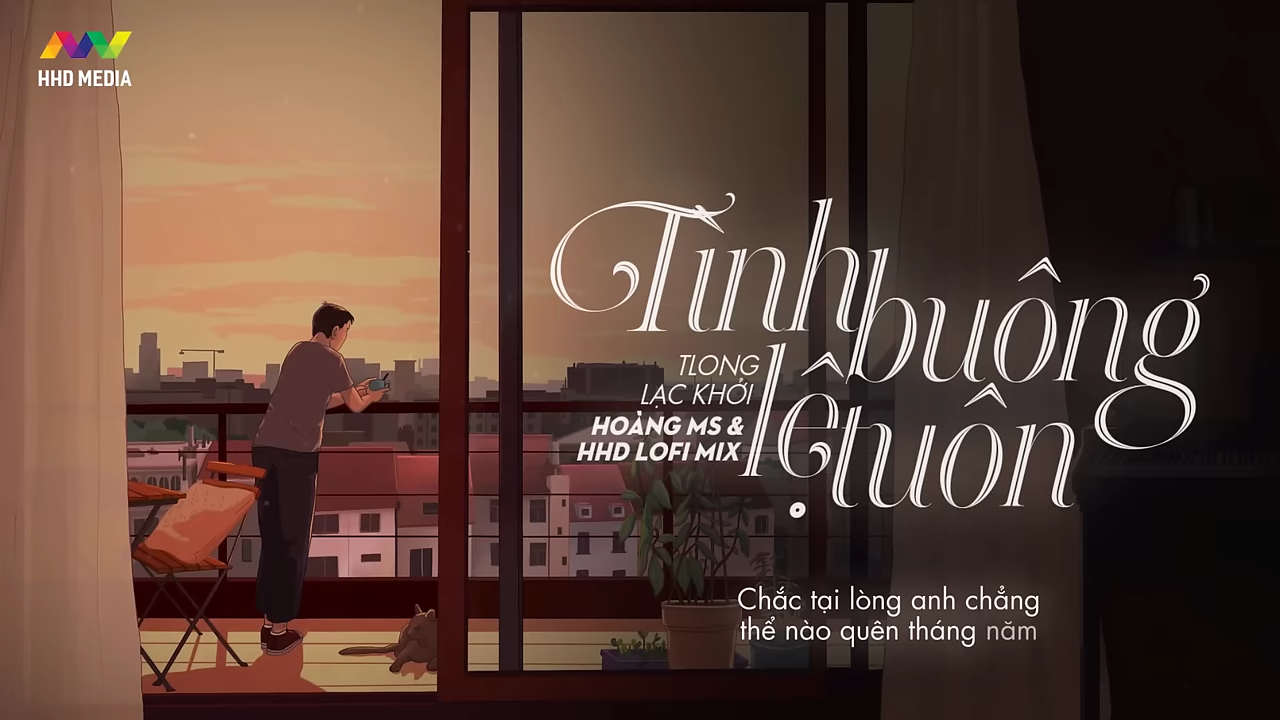 HHD MEDIA
Tình buông
lệ tuôn
TLONG
LẠC KHỞI
HOÀNG MS &
HHD LOFI MIX
Chắc tại lòng anh chẳng
thể nào quên tháng năm